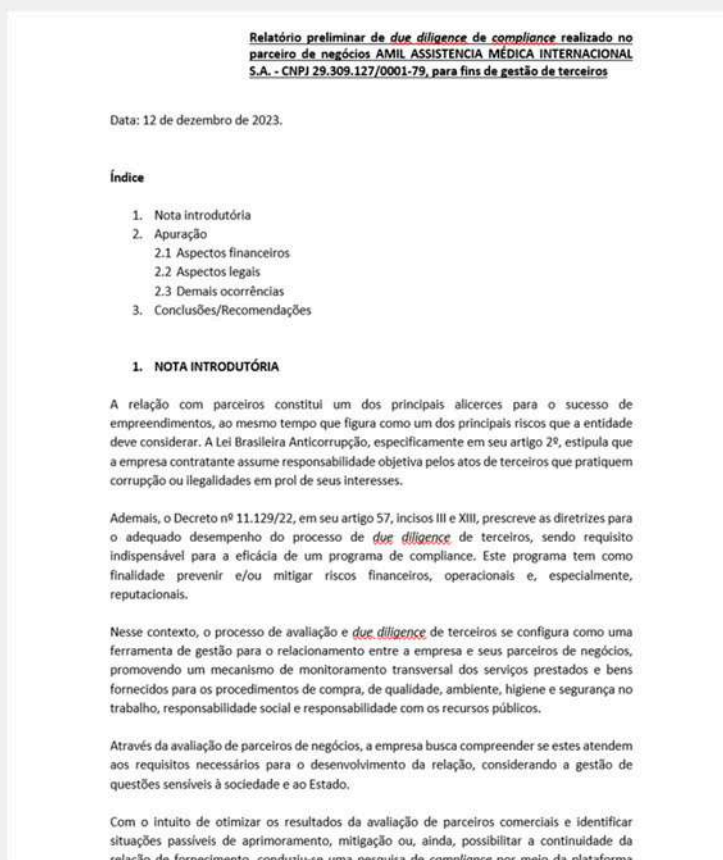 Relatório preliminar de due diligence de compliance realizado no
parceiro de negócios AMIL ASSISTENCIA MÉDICA INTERNACIONAL
S.A. - CNPJ 29.309.127/0001-79, para fins de gestão de terceiros
Data: 12 de dezembro de 2023.
Índice
1. Nota introdutória
2. Apuração
2.1 Aspectos financeiros
2.2 Aspectos legais
2.3 Demais ocorrências
3. Conclusões/Recomendações
1. NOTA INTRODUTÓRIA
A relação com parceiros constitui um dos principais alicerces para o sucesso de
empreendimentos, ao mesmo tempo que figura como um dos principais riscos que a entidade
deve considerar. A Lei Brasileira Anticorrupção, especificamente em seu artigo 2º, estipula que
a empresa contratante assume responsabilidade objetiva pelos atos de terceiros que pratiquem
corrupção ou ilegalidades em prol de seus interesses.
Ademais, o Decreto nº 11.129/22, em seu artigo 57, incisos III e XIII, prescreve as diretrizes para
o adequado desempenho do processo de due diligence de terceiros, sendo requisito
indispensável para a eficácia de um programa de compliance. Este programa tem como
finalidade prevenir e/ou mitigar riscos financeiros, operacionais e, especialmente,
reputacionais.
Nesse contexto, o processo de avaliação e due diligence de terceiros se configura como uma
ferramenta de gestão para o relacionamento entre a empresa e seus parceiros de negócios,
promovendo um mecanismo de monitoramento transversal dos serviços prestados e bens
fornecidos para os procedimentos de compra, de qualidade, ambiente, higiene e segurança no
trabalho, responsabilidade social e responsabilidade com os recursos públicos.
Através da avaliação de parceiros de negócios, a empresa busca compreender se estes atendem
aos requisitos necessários para o desenvolvimento da relação, considerando a gestão de
questões sensíveis à sociedade e ao Estado.
Com o intuito de otimizar os resultados da avaliação de parceiros comerciais e identificar
situações passíveis de aprimoramento, mitigação ou, ainda, possibilitar a continuidade da
relação de fornecimento, conduziu-se uma pesquisa de compliance por meio da plataforma